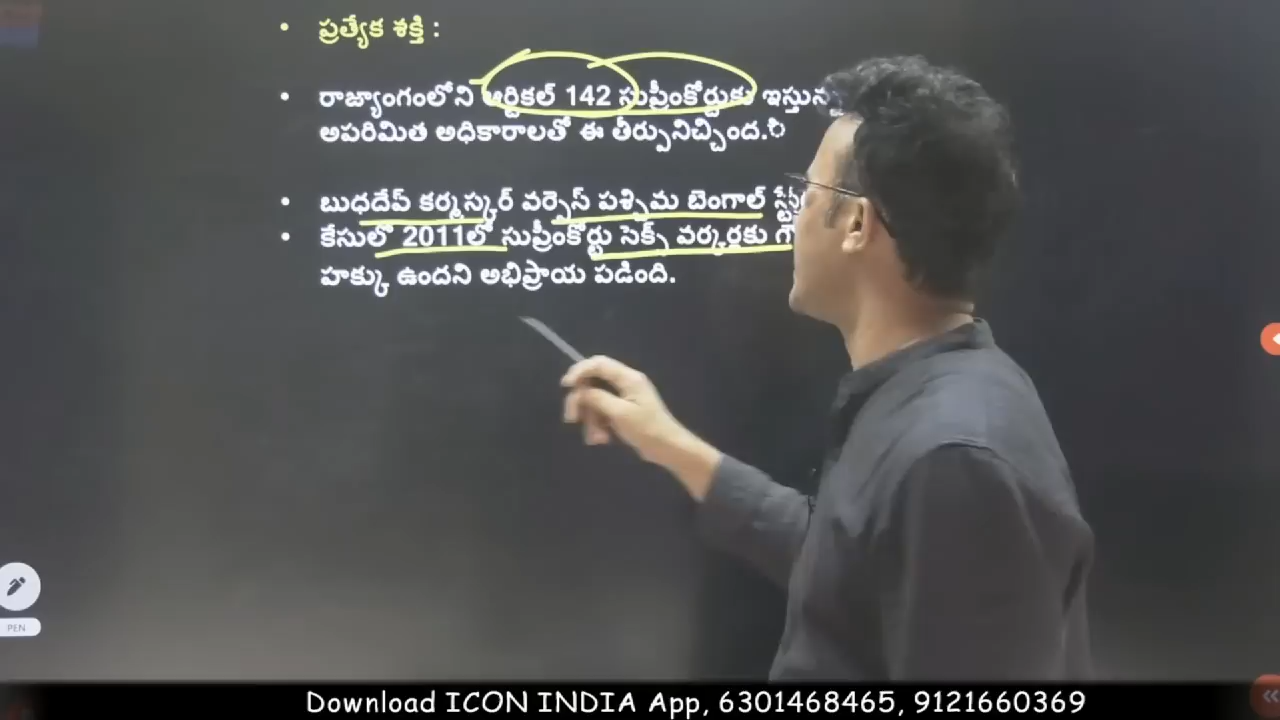 ప్రత్యేక శక్తి :
రాజ్యాంగంలోని ఆర్టికల్ 142 సుప్రీంకోర్టుకు
అపరిమిత అధికారాలతో ఈ తీర్పునిచ్చింద.ి
బుధదేప్ కర్మస్కర్ వర్సెస్ పశ్చిమ బెంగాల్
కేసులో 2011లో సుప్రీంకోర్టు సెక్స్ వర్కర్లకు
హక్కు ఉందని అభిప్రాయ పడింది.
PEN
Download ICON INDIA App, 6301468465, 9121660369